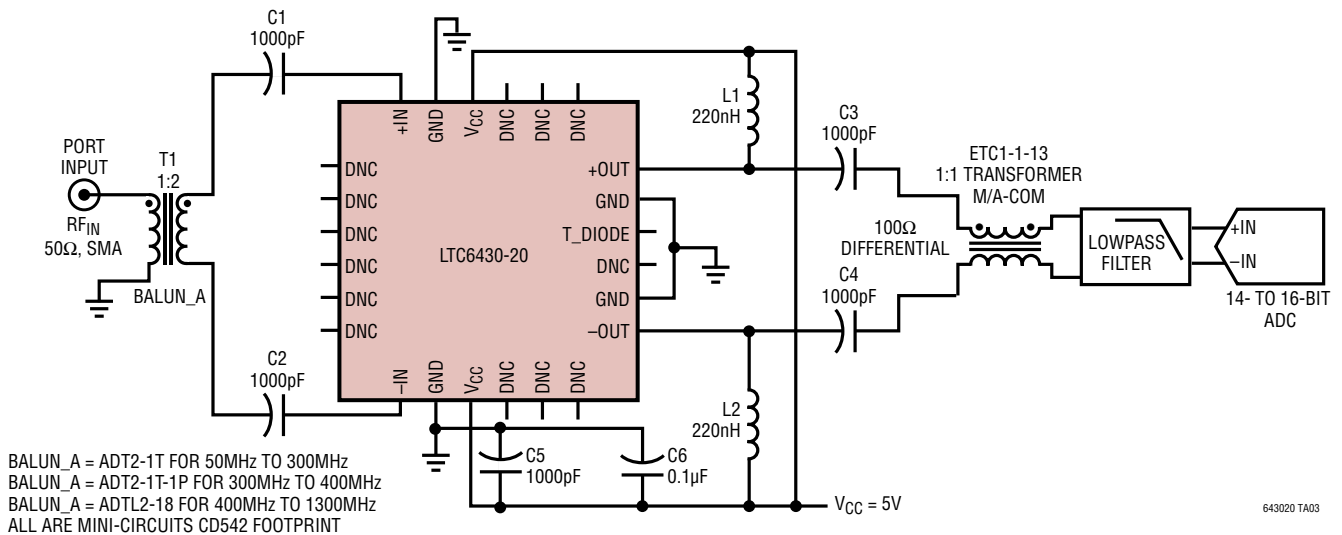 C1
1000pF
PORT
INPUT
T1
1:2
RFIN
50Ω, SMA
BALUN_A
C2
1000pF
+IN
GND
VCC
DNC
DNC
DNC
DNC
DNC
DNC
DNC
DNC
DNC
LTC6430-20
+OUT
GND
T_DIODE
DNC
GND
–OUT
–IN
GND
VCC
DNC
DNC
DNC
L1
220nH
C3
1000pF
ETC1-1-13
1:1 TRANSFORMER
M/A-COM
100Ω
DIFFERENTIAL
C4
1000pF
LOWPASS
FILTER
+IN
–IN
14- TO 16-BIT
ADC
L2
220nH
C5
1000pF
C6
0.1µF
VCC = 5V
BALUN_A = ADT2-1T FOR 50MHz TO 300MHz
BALUN_A = ADT2-1T-1P FOR 300MHz TO 400MHz
BALUN_A = ADTL2-18 FOR 400MHz TO 1300MHz
ALL ARE MINI-CIRCUITS CD542 FOOTPRINT
643020 TA03